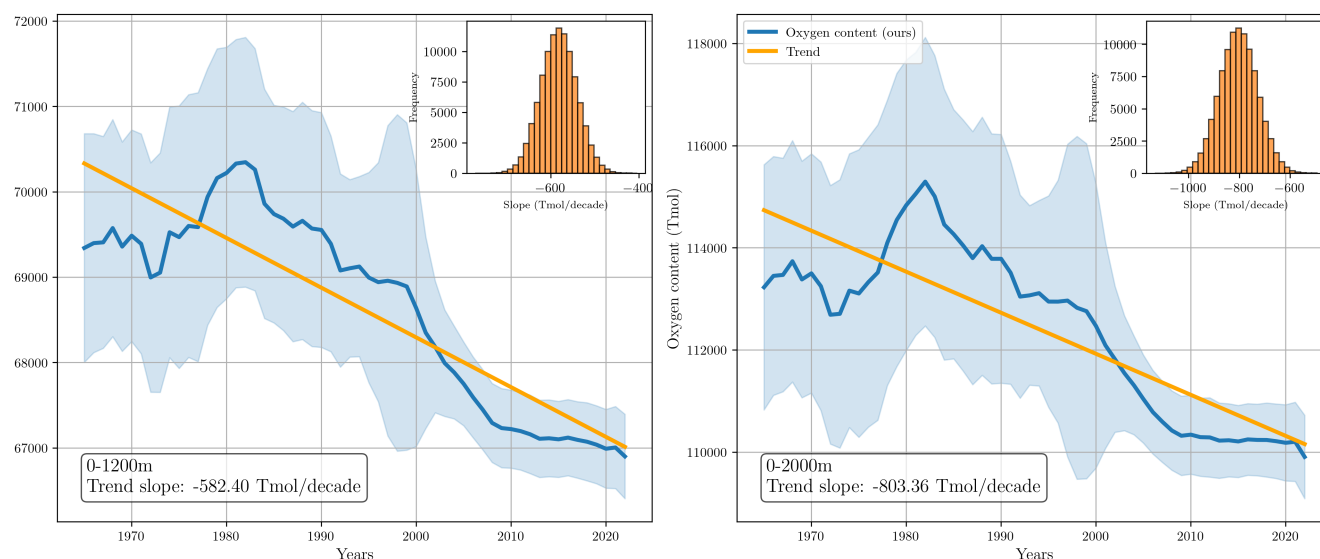 72000
71000
70000
69000
68000
67000
1970
1980
1990
2000
2010
2020
Years
0-1200m
Trend slope: -582.40 Tmol/decade
10000
7500
5000
2500
0
Frequency
−600
−400
Slope (Tmol/decade)
118000
116000
114000
112000
110000
Oxygen content (Tmol)
Oxygen content (ours)
Trend
1970
1980
1990
2000
2010
2020
Years
0-2000m
Trend slope: -803.36 Tmol/decade
10000
7500
5000
2500
0
Frequency
−1000
−800
−600
Slope (Tmol/decade)